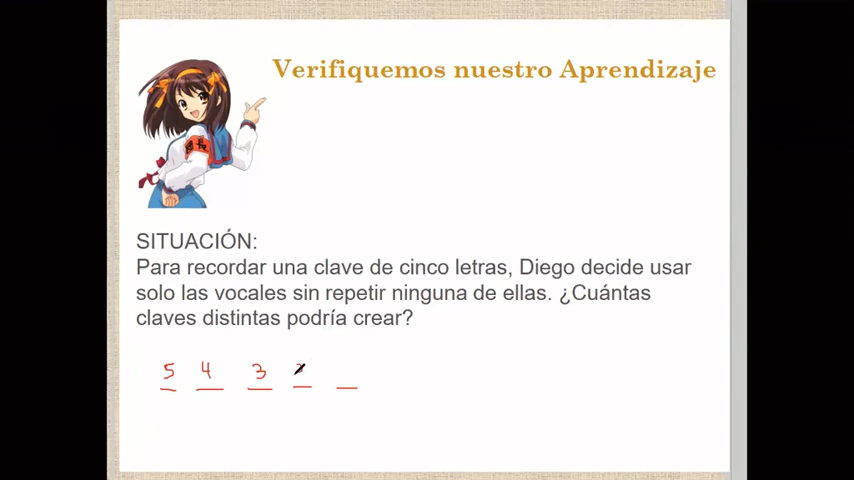 Verifiquemos nuestro Aprendizaje
SITUACIÓN:
Para recordar una clave de cinco letras, Diego decide usar
solo las vocales sin repetir ninguna de ellas. ¿Cuántas
claves distintas podría crear?
5 4 3